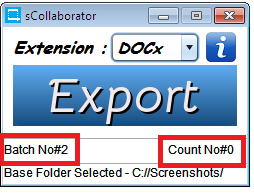 sCollaborator
Extension : DOCx
Export
Batch No#2 Count No#0
Base Folder Selected - C://Screenshots/